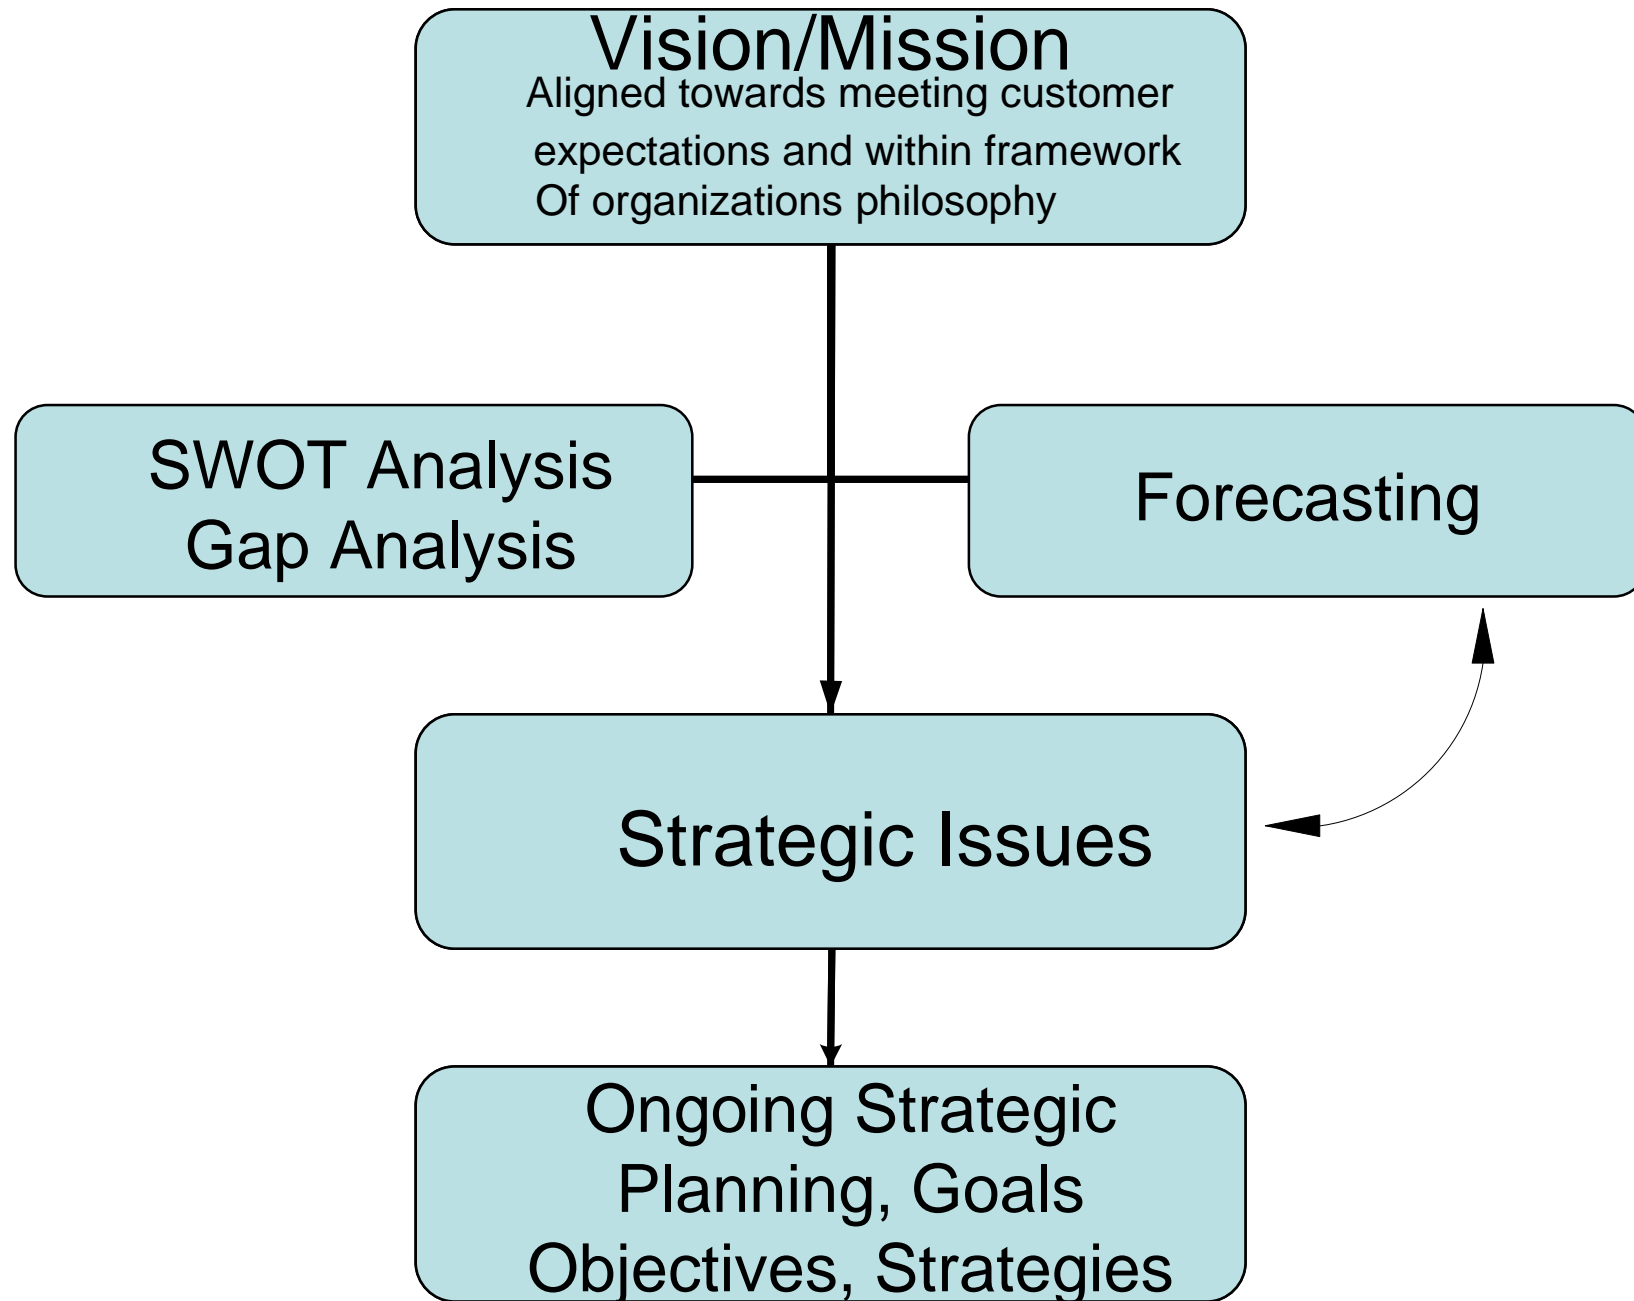 Vision/Mission
Aligned towards meeting customer
expectations and within framework
Of organizations philosophy
SWOT Analysis
Gap Analysis
Forecasting
Strategic Issues
Ongoing Strategic
Planning, Goals
Objectives, Strategies